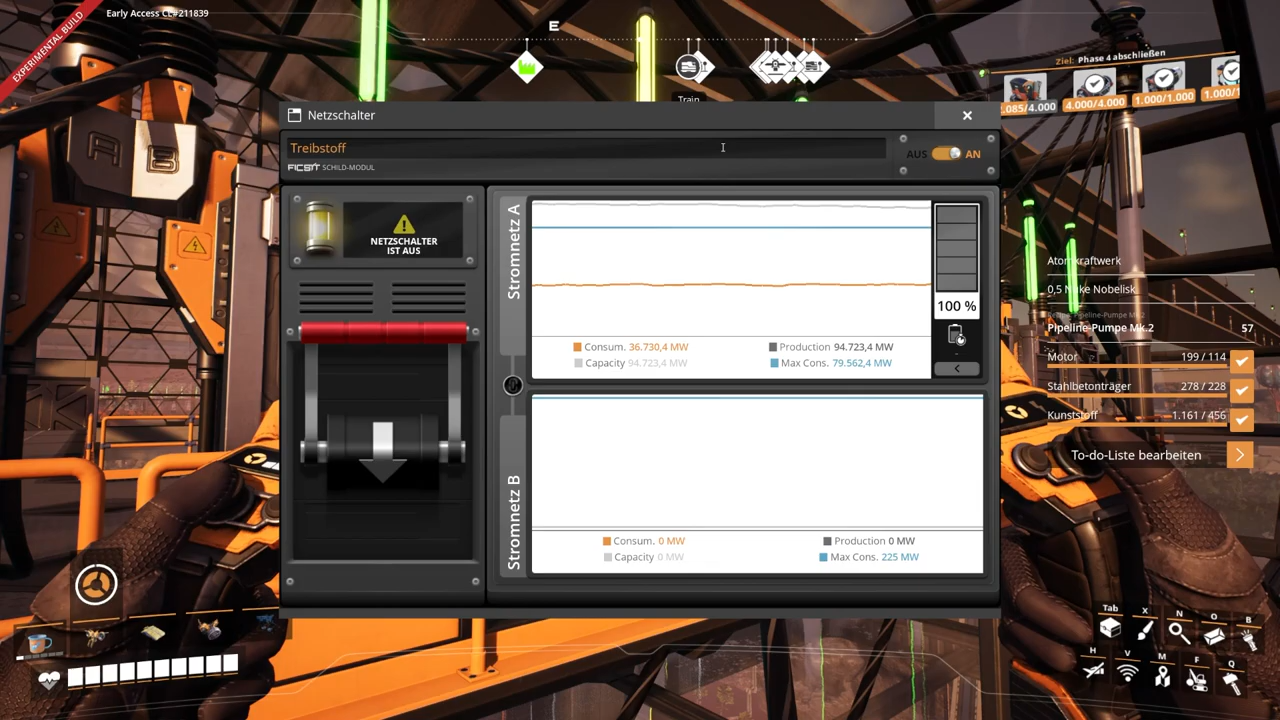 EXPERIMENTAL BUILD
Early Access CL#211839
E
Train
Ziel: Phase 4 abschließen
.085/4.000
4.000/4.000
1.000/1.000
1.000/1
Netzschalter
Treibstoff
AUS
AN
FICSIT SCHILD-MODUL
A
B
NETZSCHALTER
IST AUS
Stromnetz A
100 %
-
Consum. 36.730,4 MW
Production 94.723,4 MW
Capacity 94.723,4 MW
Max Cons. 79.562,4 MW
Stromnetz B
Consum. 0 MW
Production 0 MW
Capacity 0 MW
Max Cons. 225 MW
Atomkraftwerk
0,5 Nuke Nobelisk
Pipeline-Pumpe Mk.2
57
Motor
199 / 114
Stahlbetonträger
278 / 228
Kunststoff
1.161 / 456
To-do-Liste bearbeiten
Tab
X
N
O
B
H
V
M
F
Q